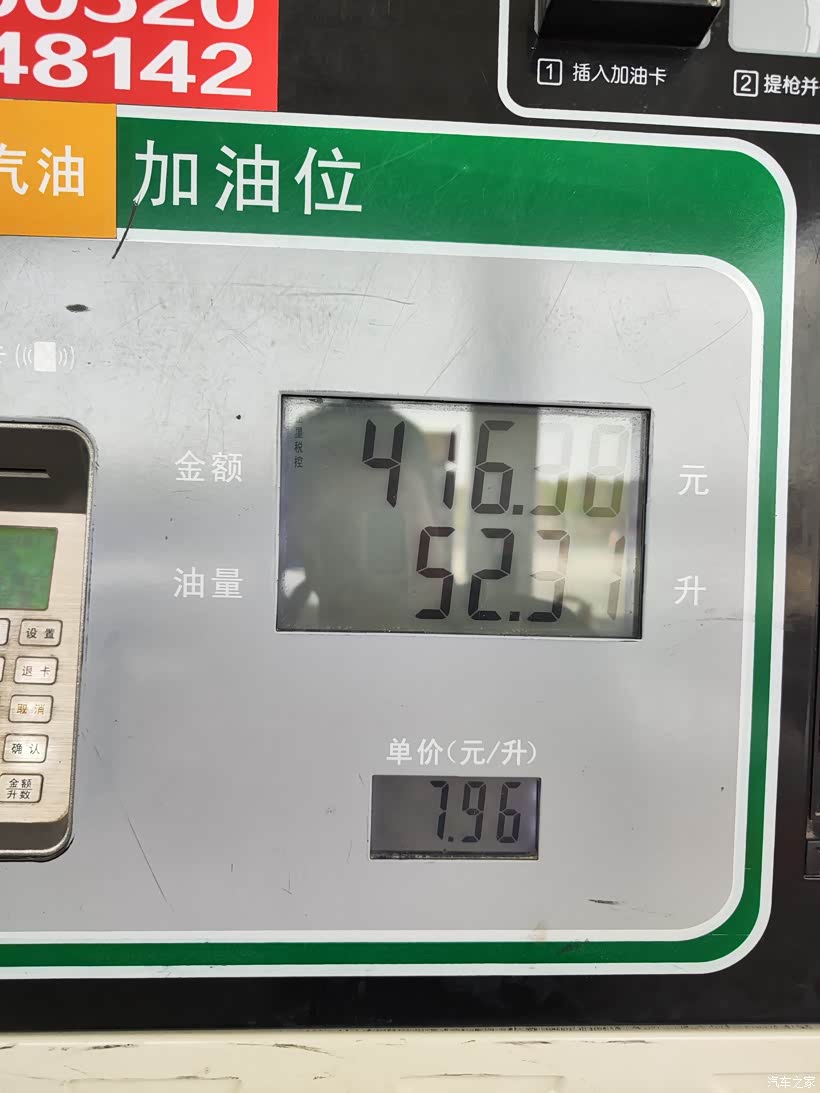 48142
1 插入加油卡
2 提枪并
汽油
加油位
税控
金额 416.38 元
油量 52.31 升
设置
退卡
取消
确认
金额
升数
单价(元/升)
7.96
汽车之家